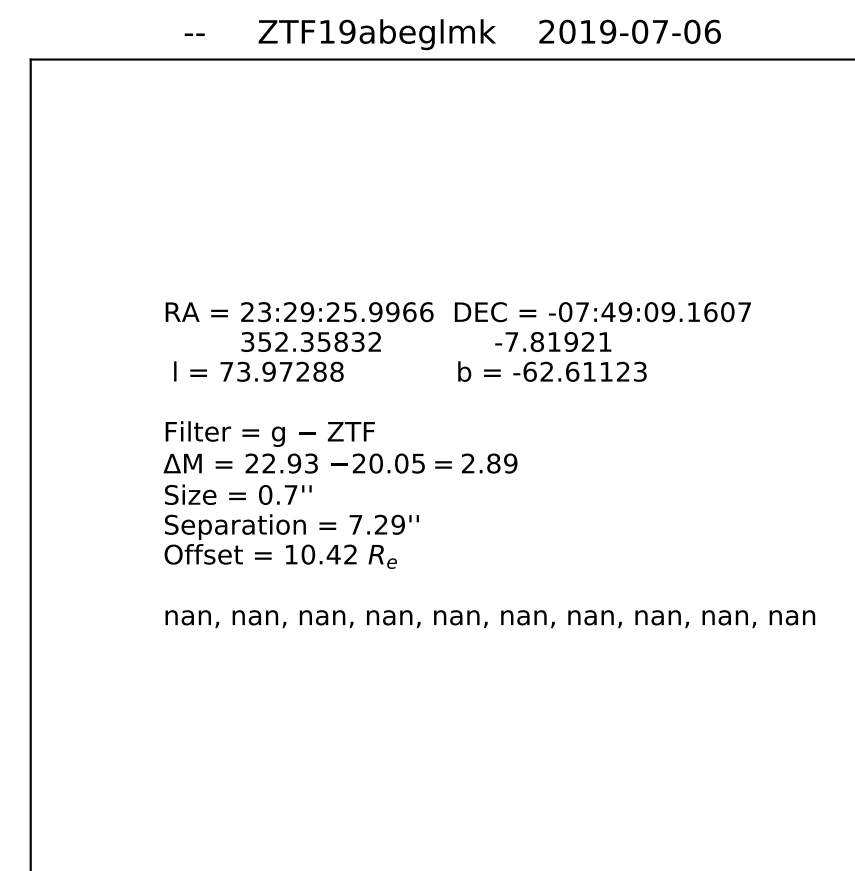 -- ZTF19abeglmk 2019-07-06
RA = 23:29:25.9966 DEC = -07:49:09.1607
352.35832 -7.81921
l = 73.97288 b = -62.61123
Filter = g − ZTF
ΔM = 22.93 −20.05 = 2.89
Size = 0.7''
Separation = 7.29''
Offset = 10.42 Rₑ
nan, nan, nan, nan, nan, nan, nan, nan, nan, nan